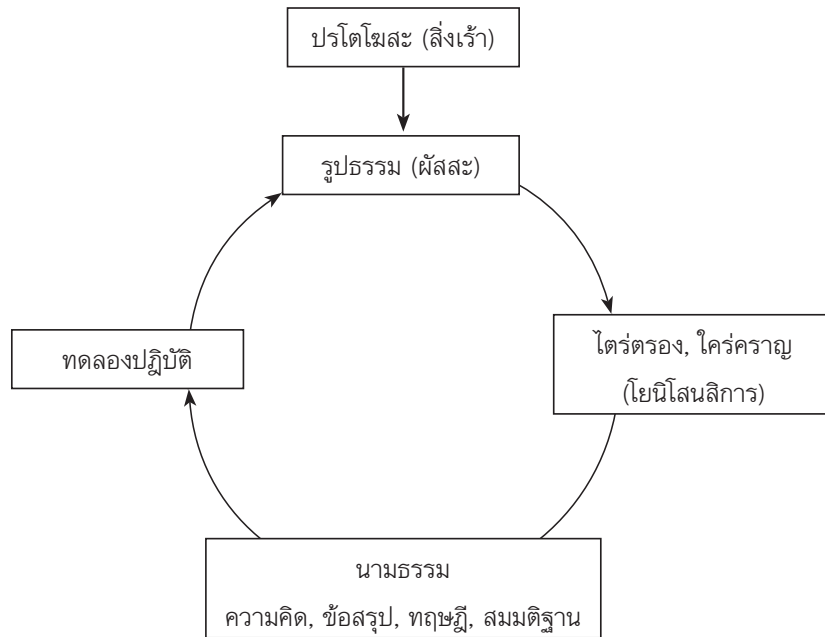 ปรโตโฆสะ (สิ่งเร้า)
รูปธรรม (ผัสสะ)
ไตร่ตรอง, ใคร่คราญ
(โยนิโสนสิการ)
ทดลองปฎิบัติ
นามธรรม
ความคิด, ข้อสรุป, ทฤษฎี, สมมติฐาน